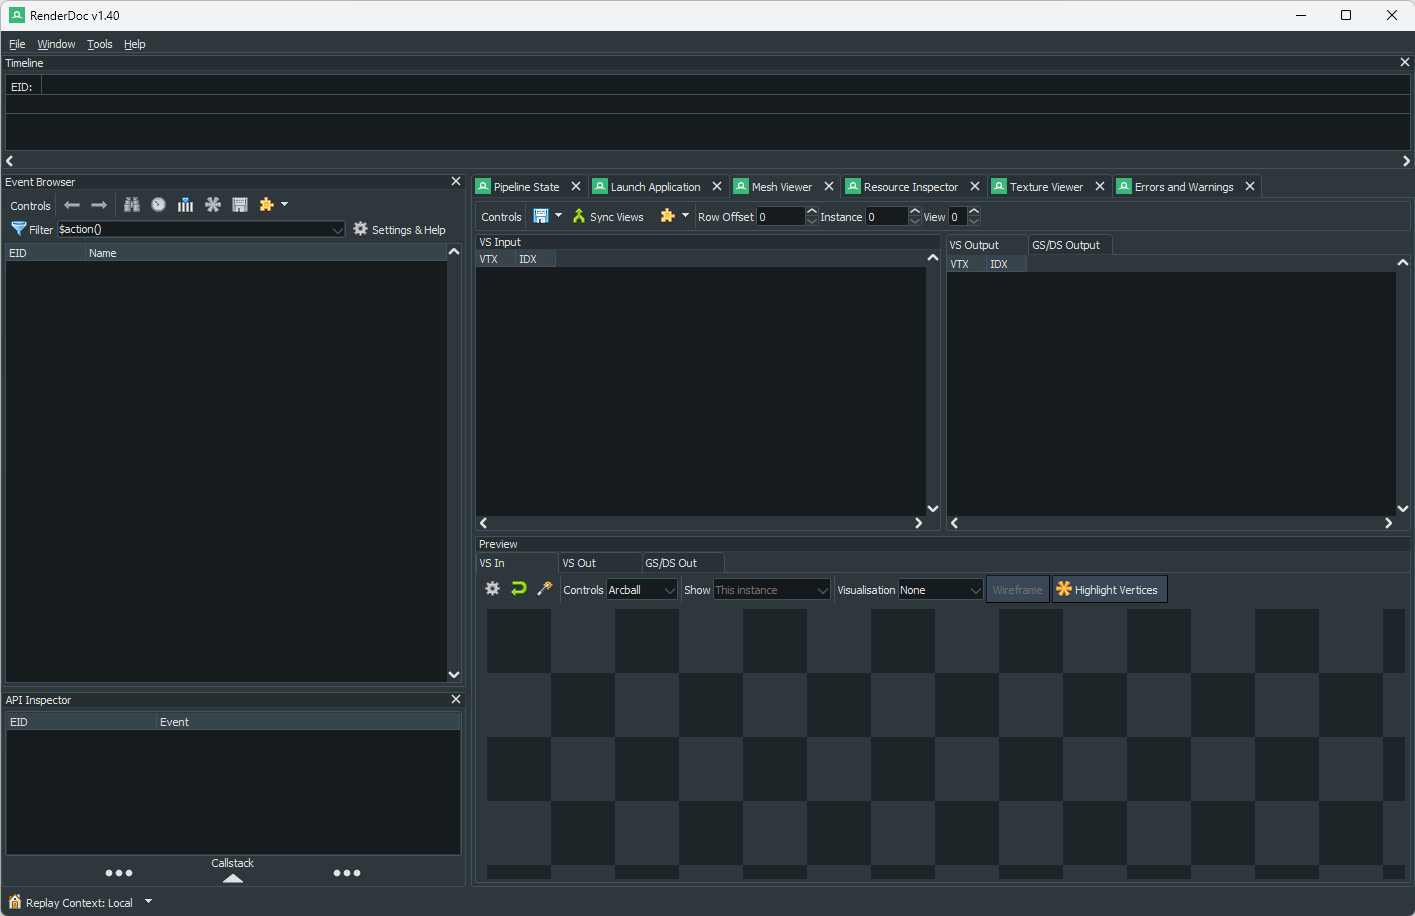 RenderDoc v1.40
File Window Tools Help
Timeline
EID:
Event Browser
Controls
Filter $action() Settings & Help
EID Name
API Inspector
EID Event
Callstack
Replay Context: Local
Pipeline State Launch Application Mesh Viewer Resource Inspector Texture Viewer Errors and Warnings
Controls Sync Views Row Offset 0 Instance 0 View 0
VS Input
VTX IDX
VS Output GS/DS Output
VTX IDX
Preview
VS In VS Out GS/DS Out
Controls Arcball Show This instance Visualisation None Wireframe Highlight Vertices